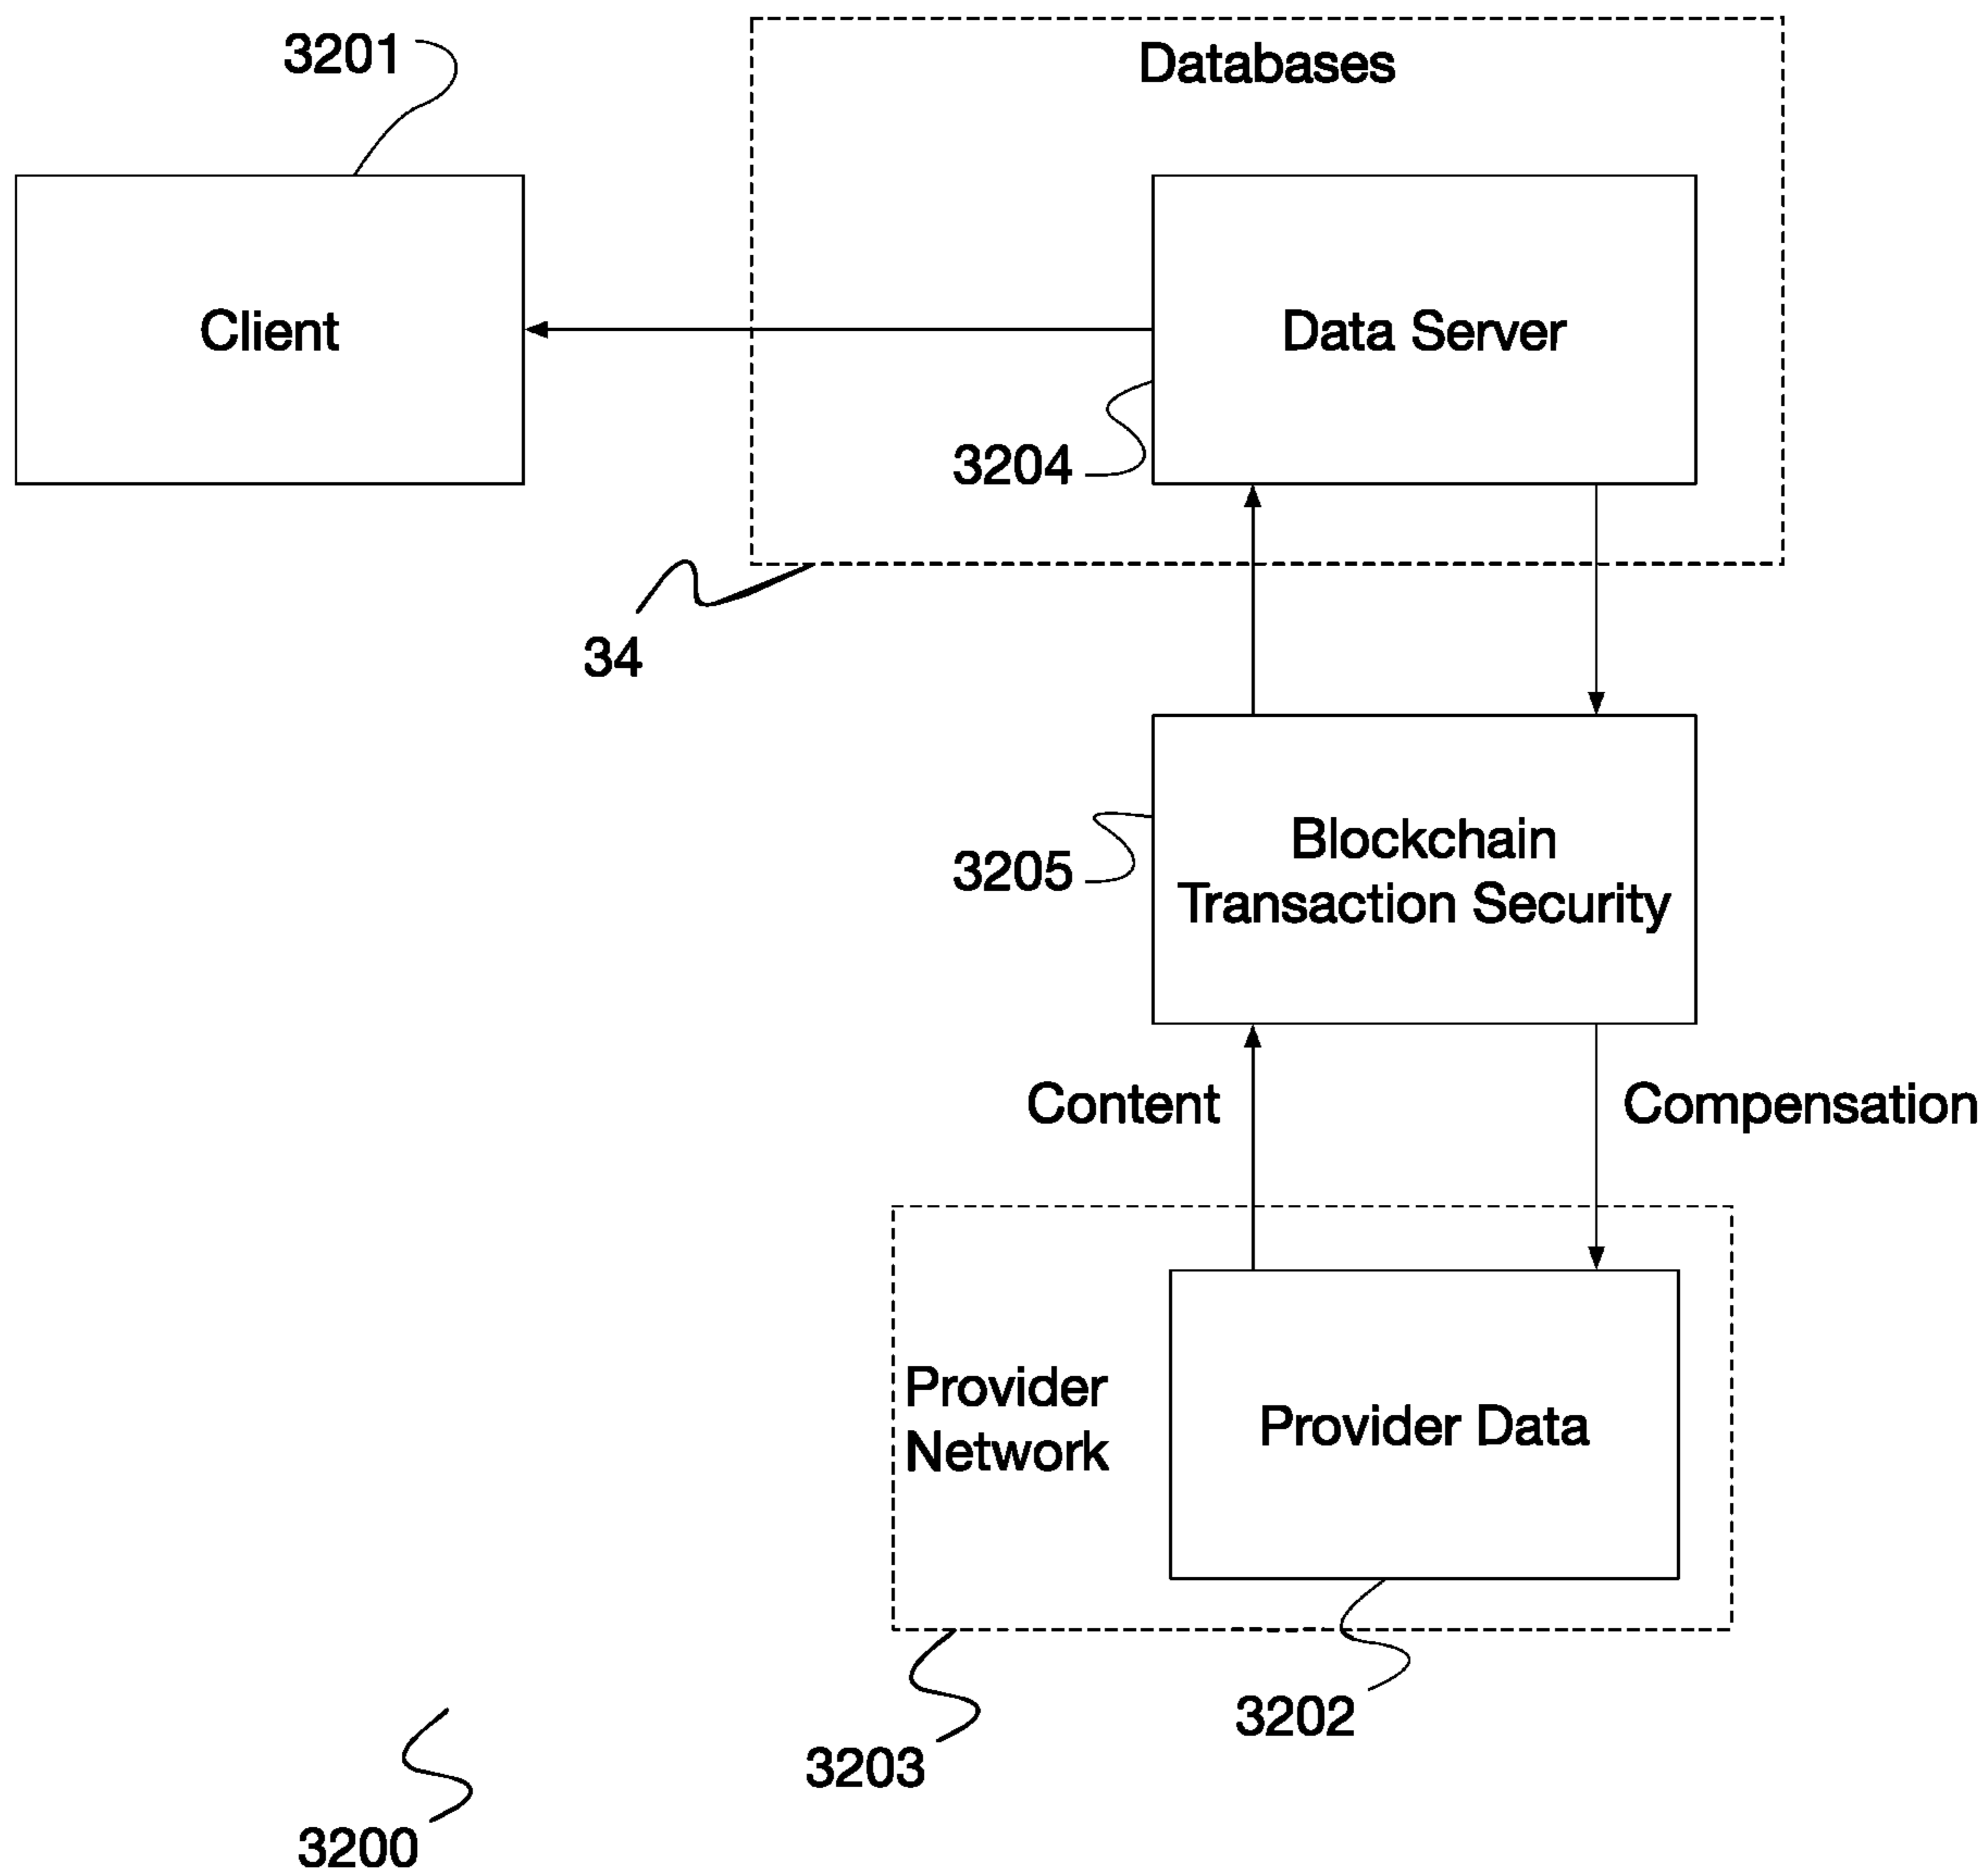 3201
Databases
Client
Data Server
3204
34
Blockchain
Transaction Security
3205
Content
Compensation
Provider
Network
Provider Data
3202
3203
3200